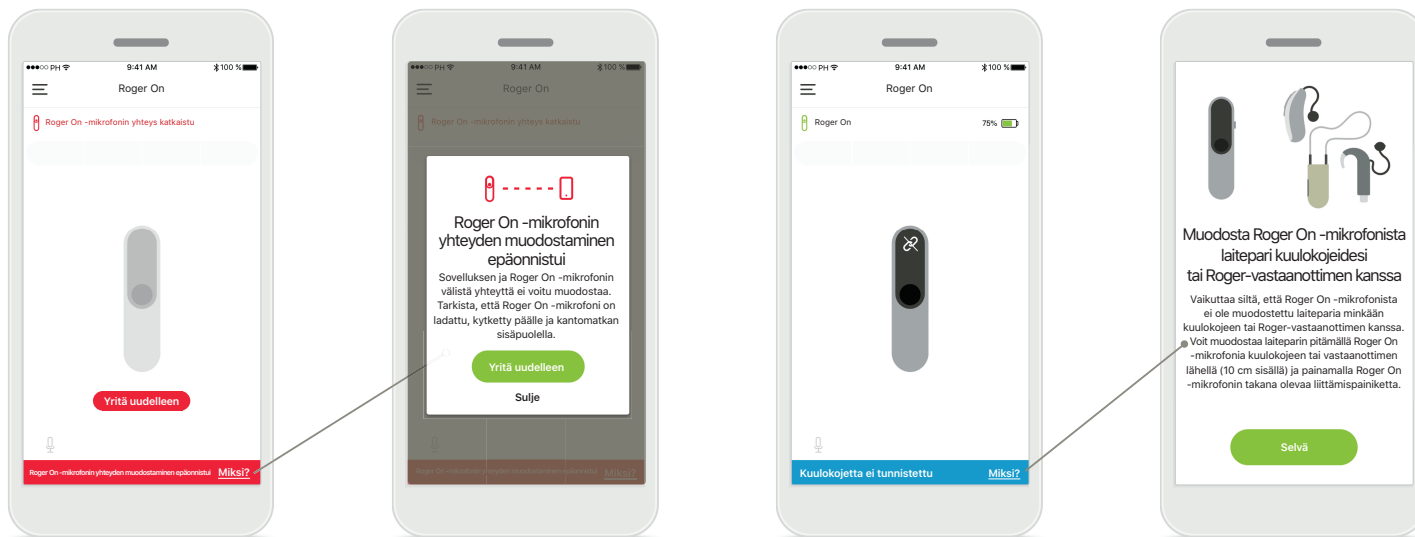 ●●●○○ PH 9:41 AM 100 %
Roger On
Roger On -mikrofonin yhteys katkaistu
Yritä uudelleen
Roger On -mikrofonin yhteyden muodostaminen epäonnistui Miksi?
●●●○○ PH 9:41 AM 100 %
Roger On
Roger On -mikrofonin yhteys katkaistu
Roger On -mikrofonin
yhteyden muodostaminen
epäonnistui
Sovelluksen ja Roger On -mikrofonin
välistä yhteyttä ei voitu muodostaa.
Tarkista, että Roger On -mikrofoni on
ladattu, kytketty päälle ja kantomatkan
sisäpuolella.
Yritä uudelleen
Sulje
Roger On -mikrofonin yhteyden muodostaminen epäonnistui Miksi?
●●●○○ PH 9:41 AM 100 %
Roger On
Roger On 75%
Kuulokojetta ei tunnistettu Miksi?
Muodosta Roger On -mikrofonista
laitepari kuulokojeidesi
tai Roger-vastaanottimen kanssa
Vaikuttaa siltä, että Roger On -mikrofonista
ei ole muodostettu laiteparia minkään
kuulokojeen tai Roger-vastaanottimen kanssa.
Voit muodostaa laiteparin pitämällä Roger On
-mikrofonia kuulokojeen tai vastaanottimen
lähellä (10 cm sisällä) ja painamalla Roger On
-mikrofonin takana olevaa liittämispainiketta.
Selvä